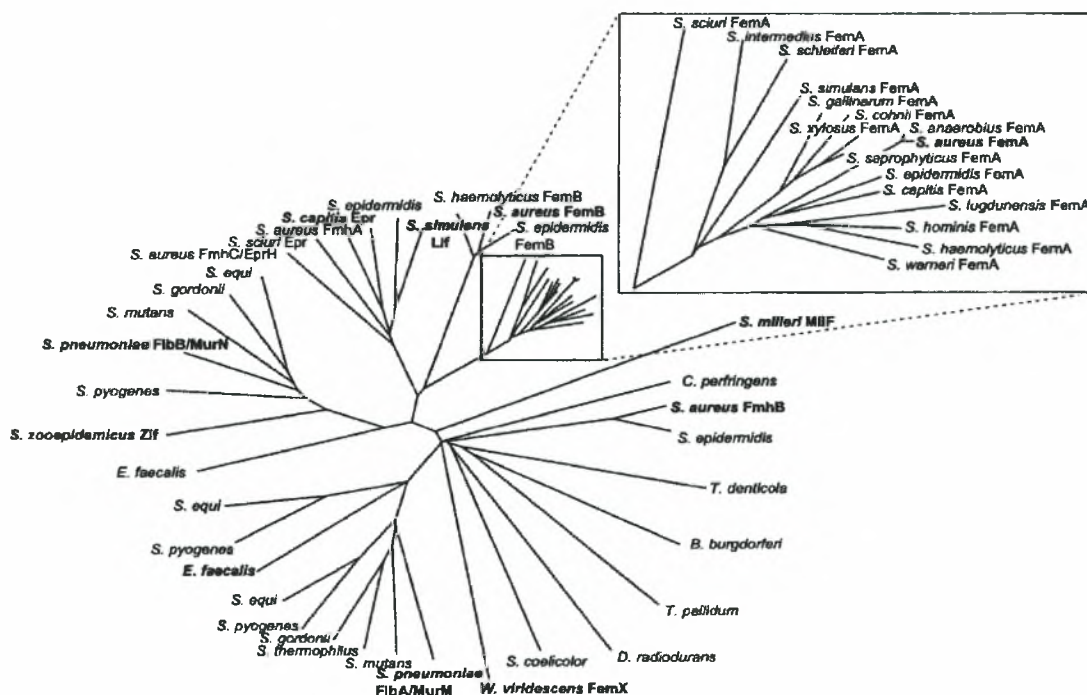 S. sciuri FemA
S. intermedius FemA
S. schleiferi FemA
S. simulans FemA
S. gallinarum FemA
S. cohnii FemA
S. xylosus FemA
S. anaerobius FemA
S. aureus FemA
S. saprophyticus FemA
S. epidermidis FemA
S. capitis FemA
S. lugdunensis FemA
S. hominis FemA
S. haemolyticus FemA
S. warneri FemA
S. haemolyticus FemB
S. aureus FemB
S. epidermidis
FemB
S. simulans
Lif
S. epidermidis
S. capitis Epr
S. aureus FmhA
S. sciuri Epr
S. aureus FmhC/EprH
S. equi
S. gordonii
S. mutans
S. pneumoniae FibB/MurN
S. pyogenes
S. zooepidemicus Zif
E. faecalis
S. equi
S. pyogenes
E. faecalis
S. equi
S. pyogenes
S. gordonii
S. thermophilus
S. mutans
S. pneumoniae
FibA/MurM
W. viridescens FemX
S. coelicolor
D. radiodurans
T. pallidum
B. burgdorferi
T. denticola
S. epidermidis
S. aureus FmhB
C. perfringens
S. milleri MilF